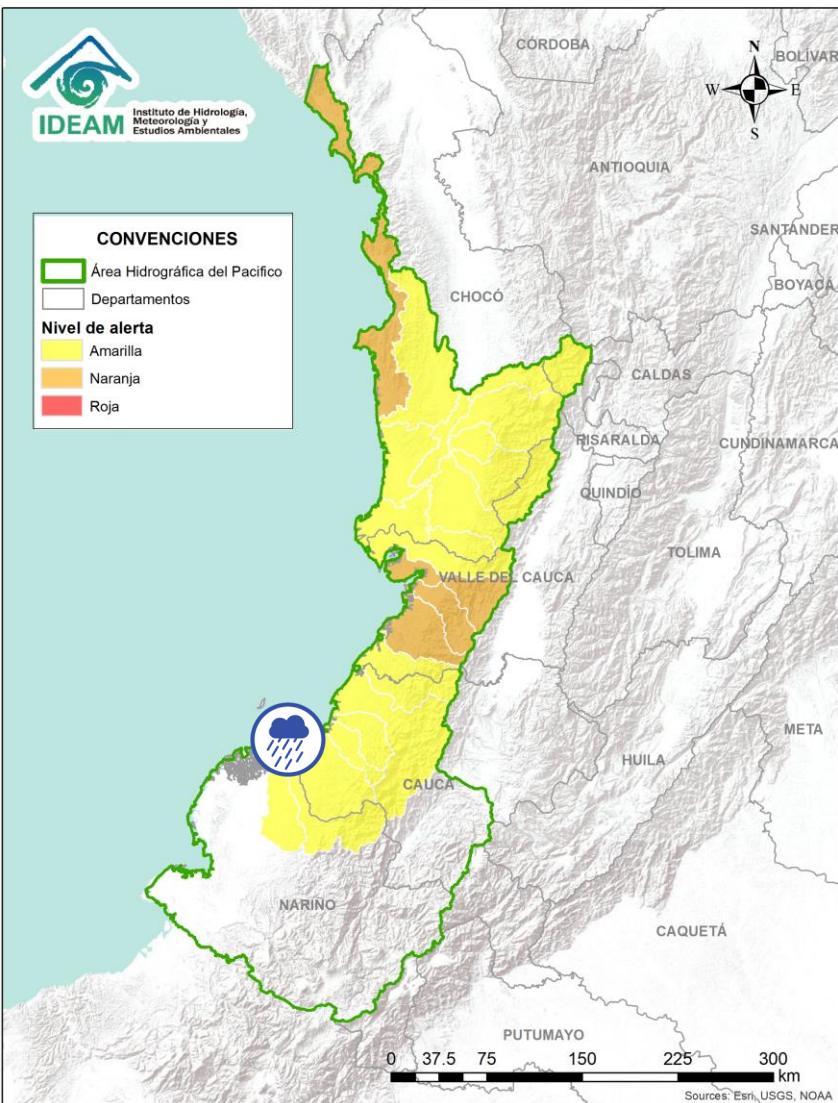 IDEAM
Instituto de Hidrología,
Meteorología y
Estudios Ambientales
CÓRDOBA
BOLÍVAR
N
W
E
S
ANTIOQUIA
SANTANDER
BOYACÁ
CONVENCIONES
Área Hidrográfica del Pacifico
Departamentos
Nivel de alerta
Amarilla
Naranja
Roja
CHOCÓ
CALDAS
RISARALDA
CUNDINAMARCA
QUINDÍO
TOLIMA
VALLE DEL CAUCA
META
HUILA
CAUCA
NARIÑO
CAQUETÁ
PUTUMAYO
0 37.5 75 150 225 300
km
Sources: Esri, USGS, NOAA